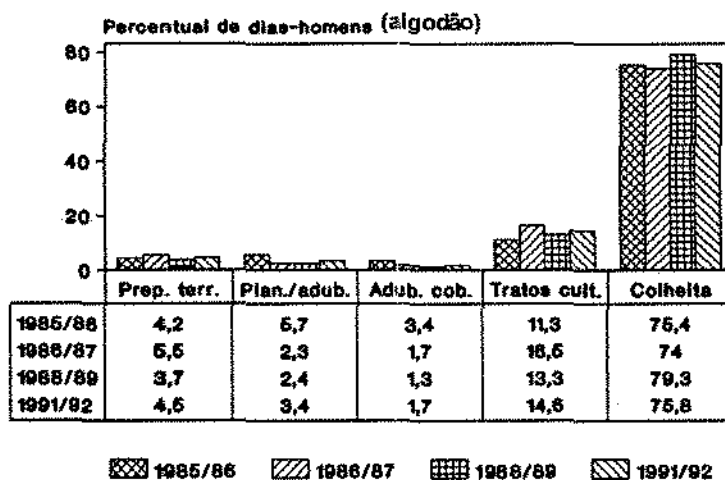 Percentual de dias-homens (algodão)
80
60
40
20
0
Prep. terr. Plan./adub. Adub. cob. Tratos cult. Colheita
1985/86 4,2 5,7 3,4 11,3 75,4
1986/87 5,5 2,3 1,7 16,5 74
1988/89 3,7 2,4 1,3 13,3 79,3
1991/92 4,5 3,4 1,7 14,6 75,8
1985/86 1986/87 1988/89 1991/92